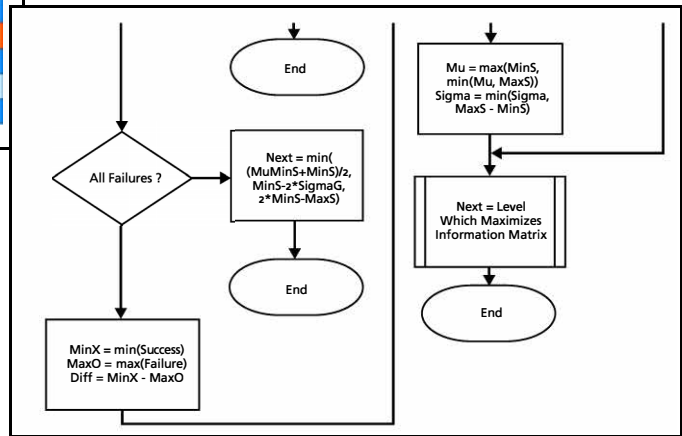 End
All Failures ?
Next = min(
(MuMinS+MinS)/2,
MinS-2*SigmaG,
2*MinS-MaxS)
End
MinX = min(Success)
MaxO = max(Failure)
Diff = MinX - MaxO
Mu = max(MinS,
min(Mu, MaxS))
Sigma = min(Sigma,
MaxS - MinS)
Next = Level
Which Maximizes
Information Matrix
End